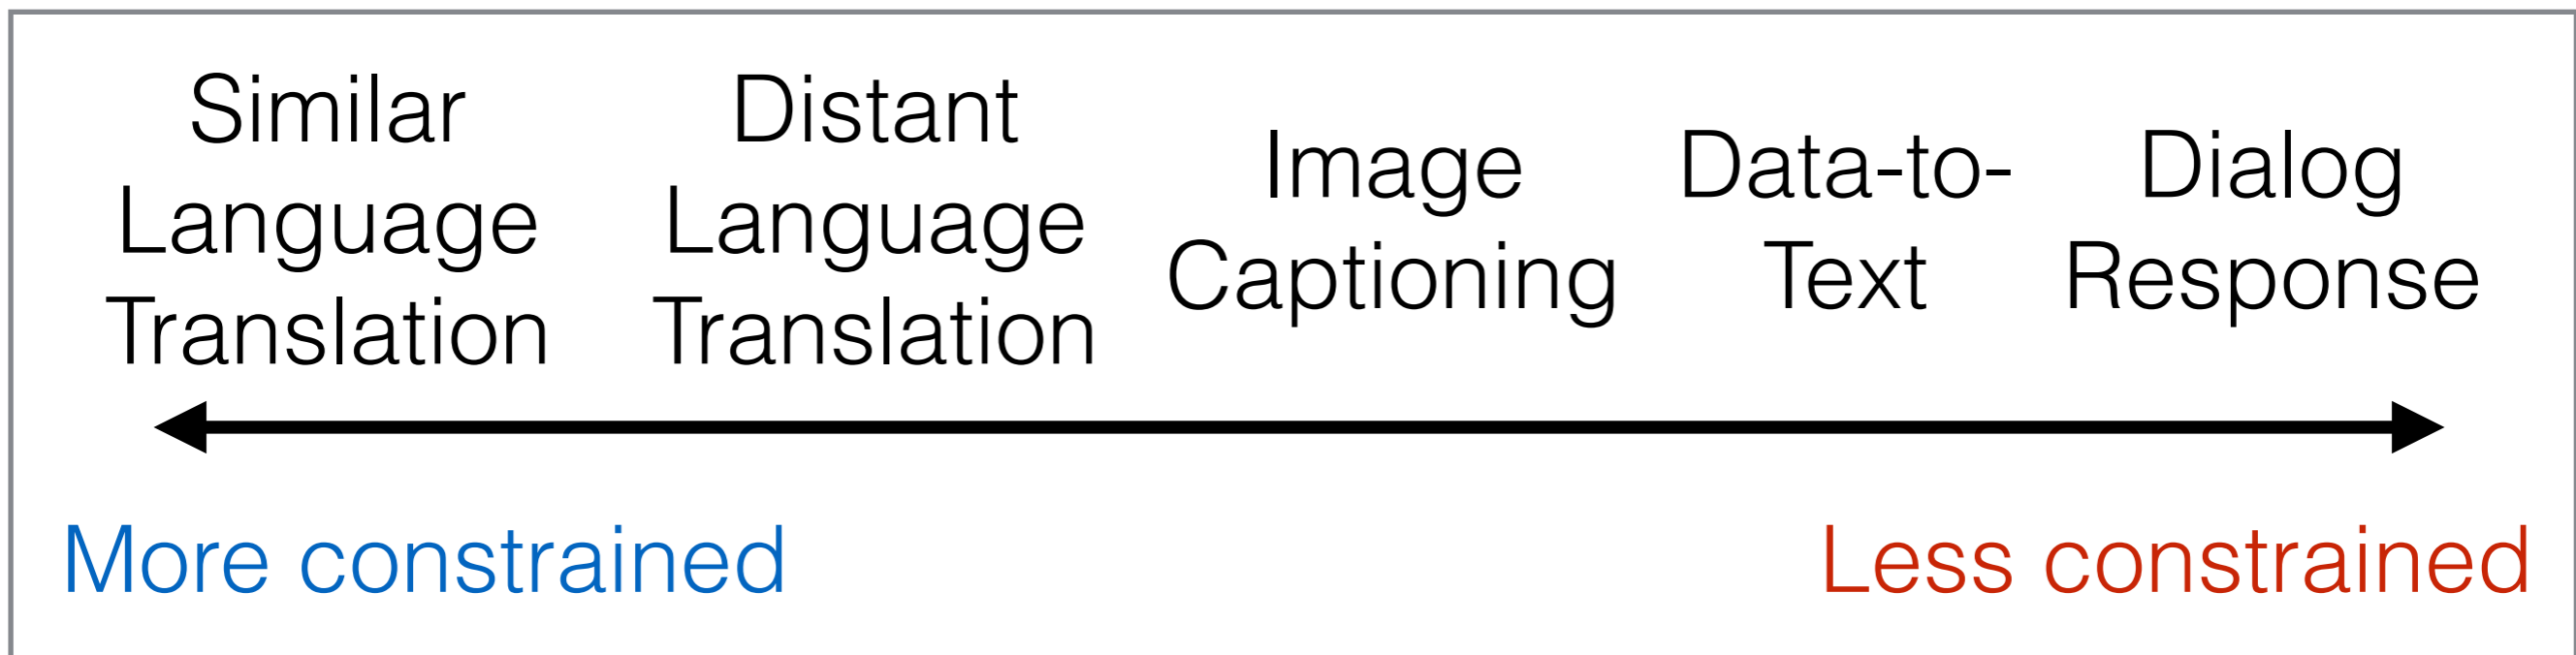 Similar
Language
Translation
Distant
Language
Translation
Image
Captioning
Data-to-
Text
Dialog
Response
More constrained
Less constrained